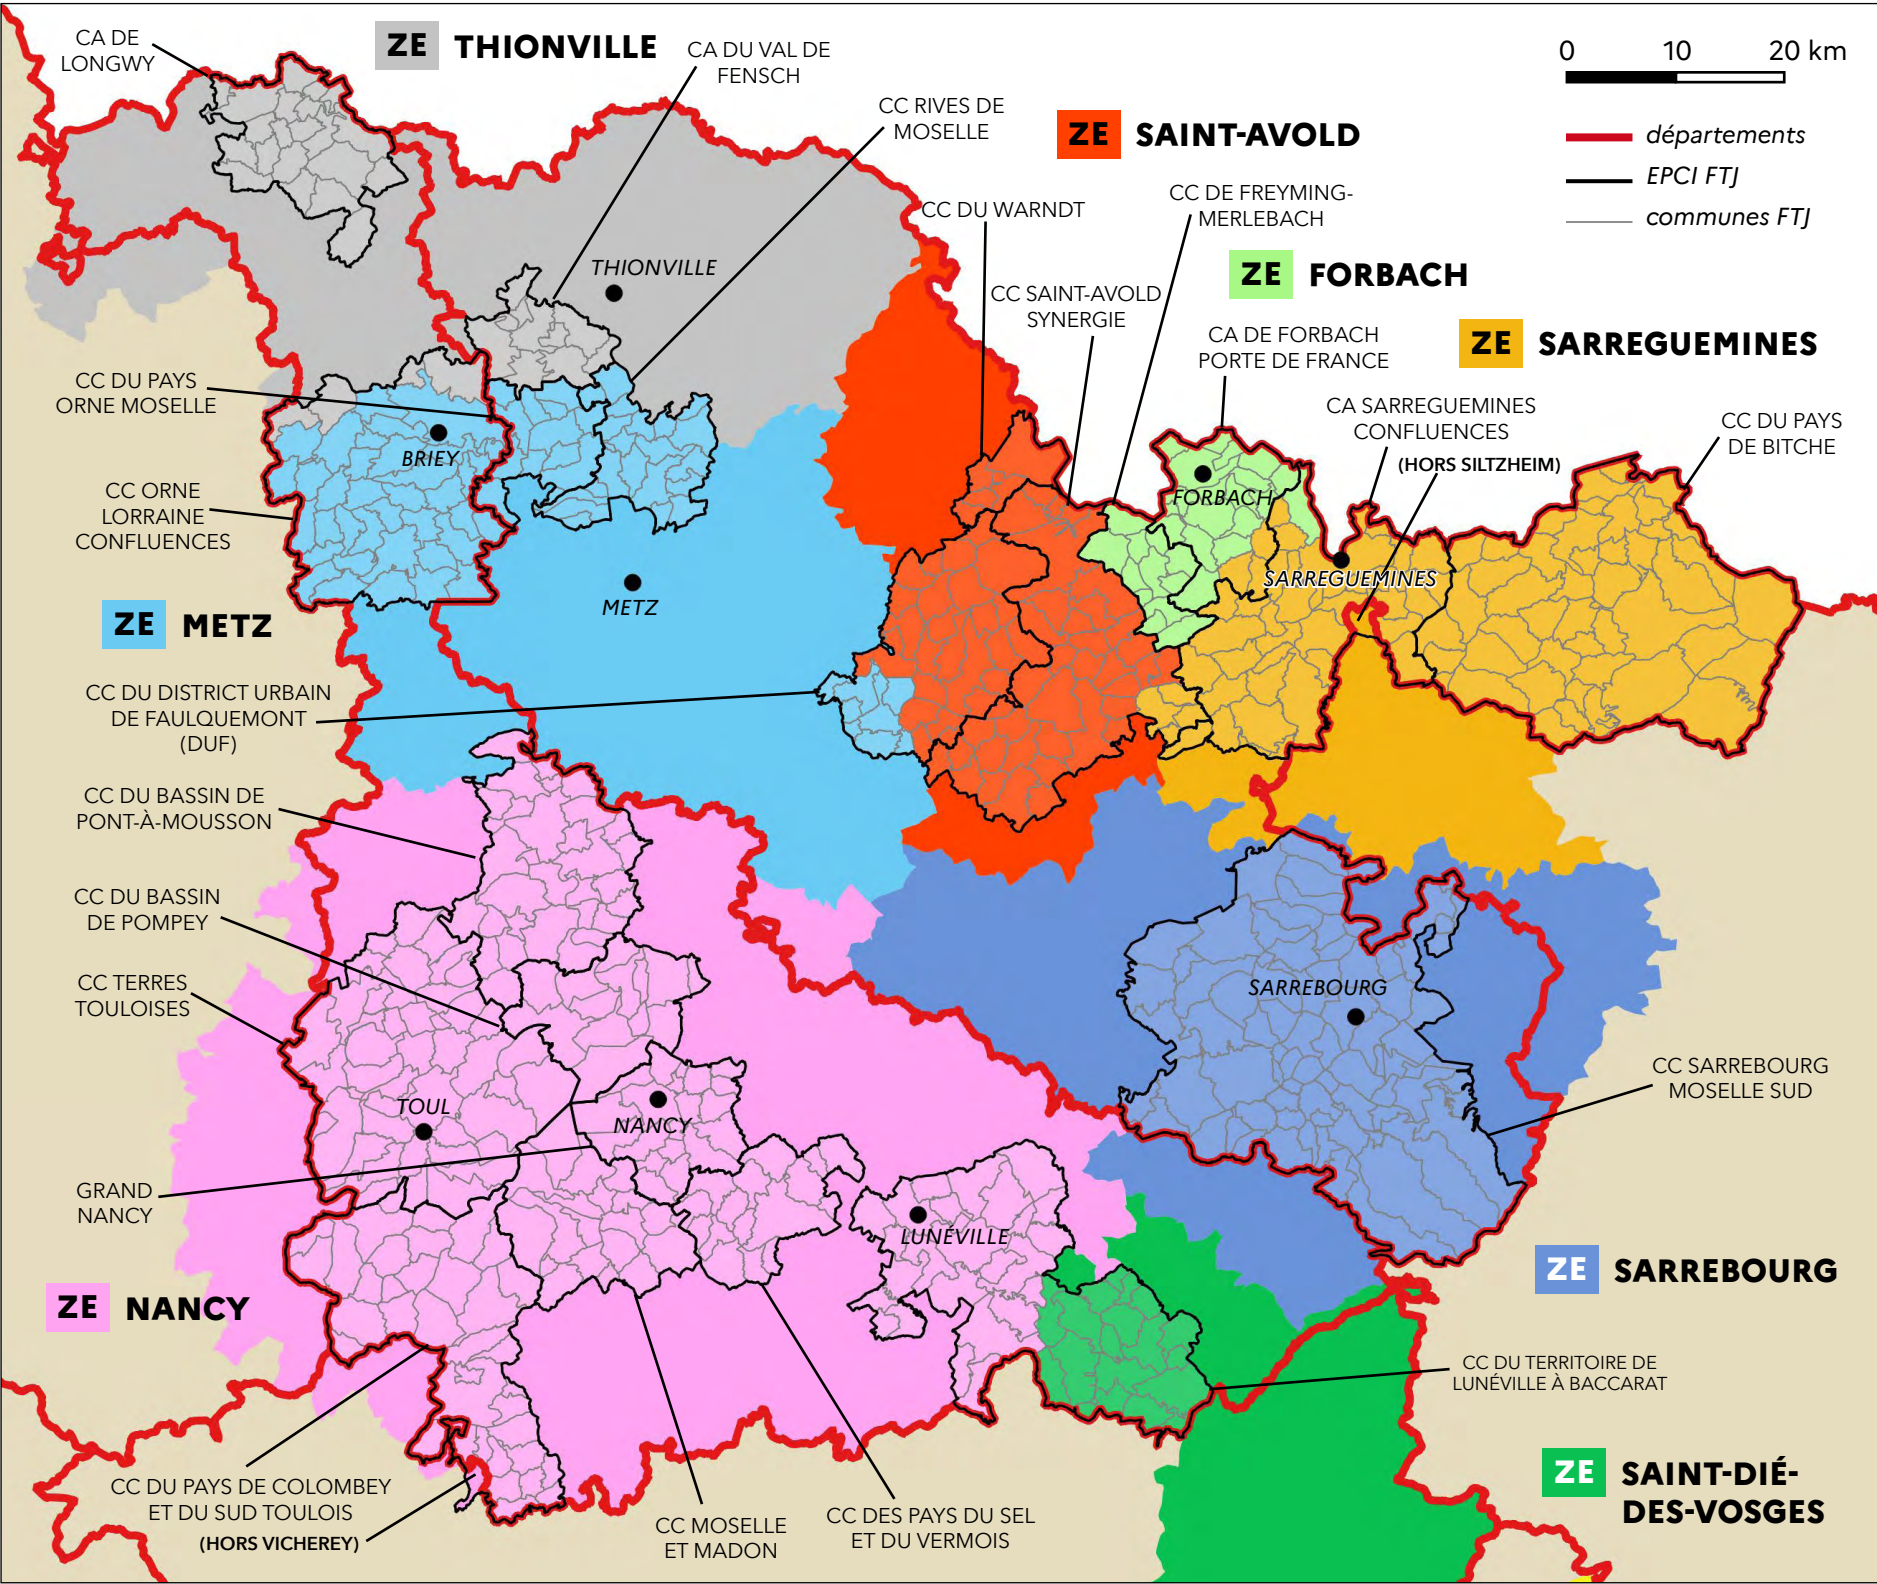 CA DE
LONGWY
ZE THIONVILLE
CA DU VAL DE
FENSCH
CC RIVES DE
MOSELLE
ZE SAINT-AVOLD
0 10 20 km
départements
EPCI FTJ
communes FTJ
CC DU WARNDT
CC DE FREYMING-
MERLEBACH
ZE FORBACH
CC SAINT-AVOLD
SYNERGIE
CA DE FORBACH
PORTE DE FRANCE
ZE SARREGUEMINES
THIONVILLE
CC DU PAYS
ORNE MOSELLE
CA SARREGUEMINES
CONFLUENCES
(HORS SILTZHEIM)
CC DU PAYS
DE BITCHE
BRIEY
FORBACH
CC ORNE
LORRAINE
CONFLUENCES
SARREGUEMINES
METZ
ZE METZ
CC DU DISTRICT URBAIN
DE FAULQUEMONT
(DUF)
CC DU BASSIN DE
PONT-À-MOUSSON
CC DU BASSIN
DE POMPEY
CC TERRES
TOULOISES
SARREBOURG
CC SARREBOURG
MOSELLE SUD
TOUL
NANCY
GRAND
NANCY
LUNÉVILLE
ZE SARREBOURG
ZE NANCY
CC DU TERRITOIRE DE
LUNÉVILLE À BACCARAT
CC DU PAYS DE COLOMBEY
ET DU SUD TOULOIS
(HORS VICHEREY)
CC MOSELLE
ET MADON
CC DES PAYS DU SEL
ET DU VERMOIS
ZE SAINT-DIÉ-
DES-VOSGES